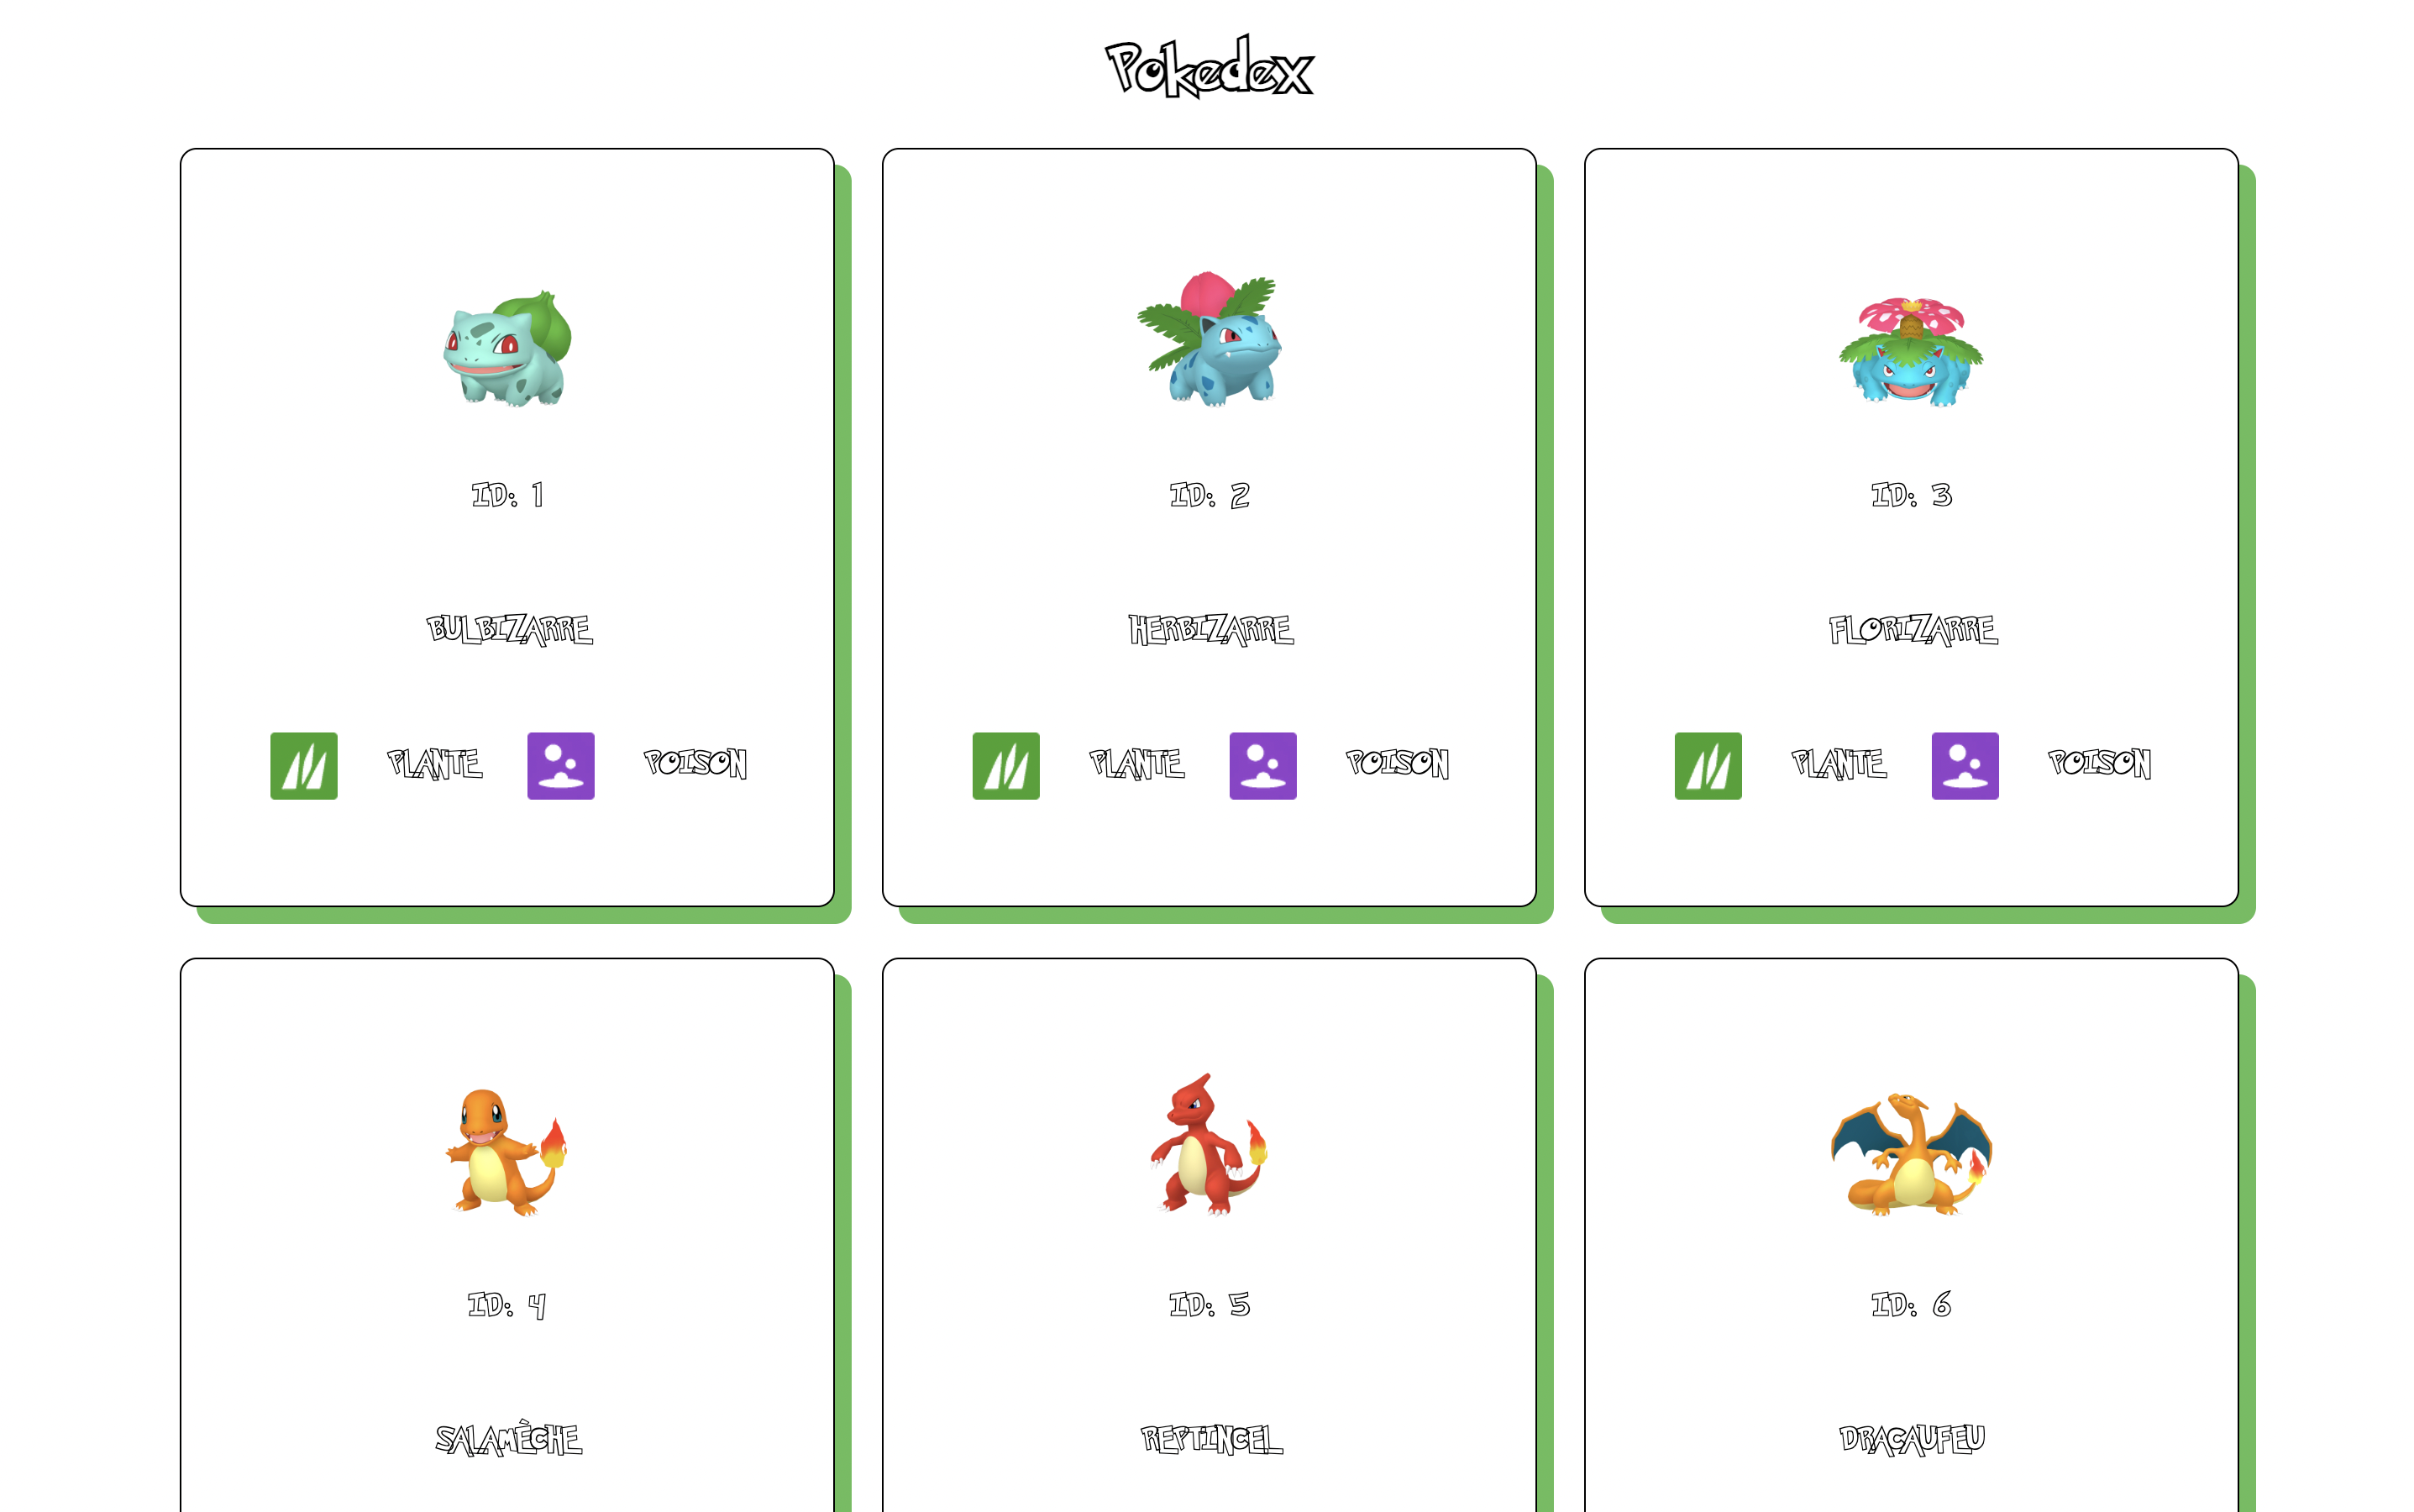 Pokedex
ID: 1
ID: 2
ID: 3
BULBIZARRE
HERBIZARRE
FLORIZARRE
PLANTE POISON
PLANTE POISON
PLANTE POISON
ID: 4
ID: 5
ID: 6
SALAMÈCHE
REPTINCEL
DRACAUFEU